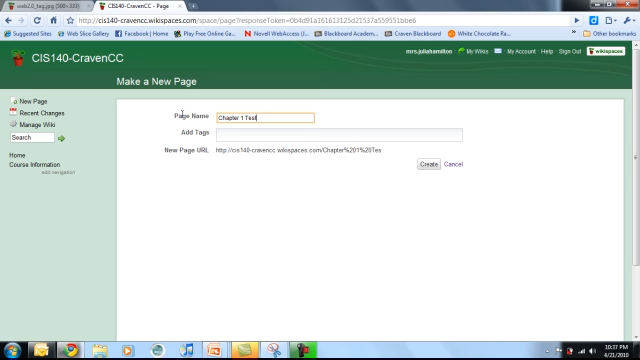 web2.0_tag.jpg (500×333)
CIS140-CravenCC - Page
http://cis140-cravencc.wikispaces.com/space/page?responseToken=0b4d91a161613125d21537a559551bbe6
Suggested Sites
Web Slice Gallery
Facebook | Home
Play Free Online Ga...
Novell WebAccess (J...
Blackboard Academ...
Craven Blackboard
White Chocolate Ra...
Other bookmarks
mrs.juliahamilton
My Wikis
My Account
Help
Sign Out
wikispaces
CIS140-CravenCC
Make a New Page
New Page
Recent Changes
Manage Wiki
Search
Home
Course Information
edit navigation
Page Name
Chapter 1 Test
Add Tags
New Page URL
http://cis140-cravencc.wikispaces.com/Chapter%201%20Tes
Create
Cancel
10:37 PM
4/21/2010